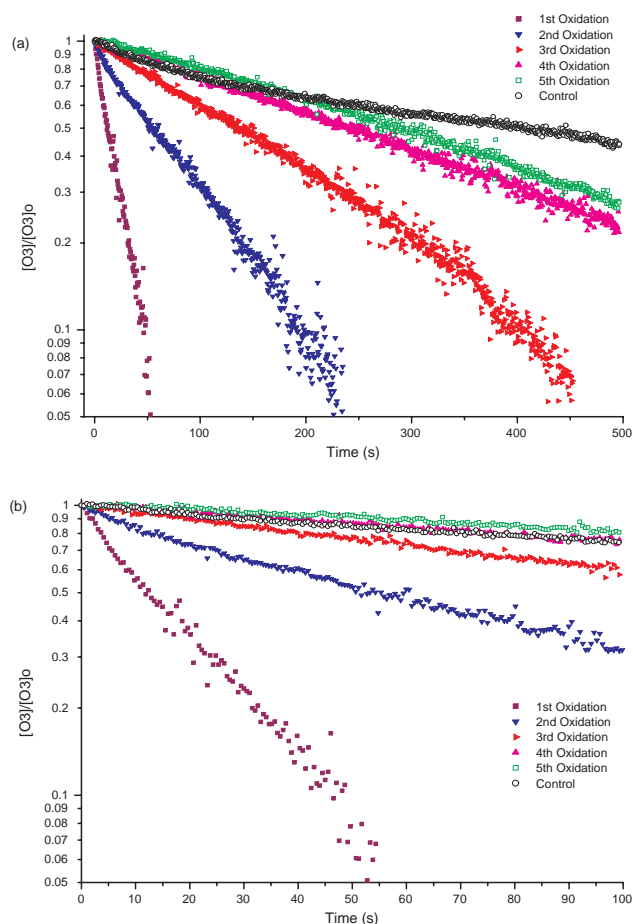 (a)
1st Oxidation
2nd Oxidation
3rd Oxidation
4th Oxidation
5th Oxidation
Control
1
0.9
0.8
0.7
0.6
0.5
0.4
0.3
0.2
0.1
0.09
0.08
0.07
0.06
0.05
[O3]/[O3]o
0 100 200 300 400 500
Time (s)
(b)
1
0.9
0.8
0.7
0.6
0.5
0.4
0.3
0.2
0.1
0.09
0.08
0.07
0.06
0.05
[O3]/[O3]o
1st Oxidation
2nd Oxidation
3rd Oxidation
4th Oxidation
5th Oxidation
Control
0 10 20 30 40 50 60 70 80 90 100
Time (s)